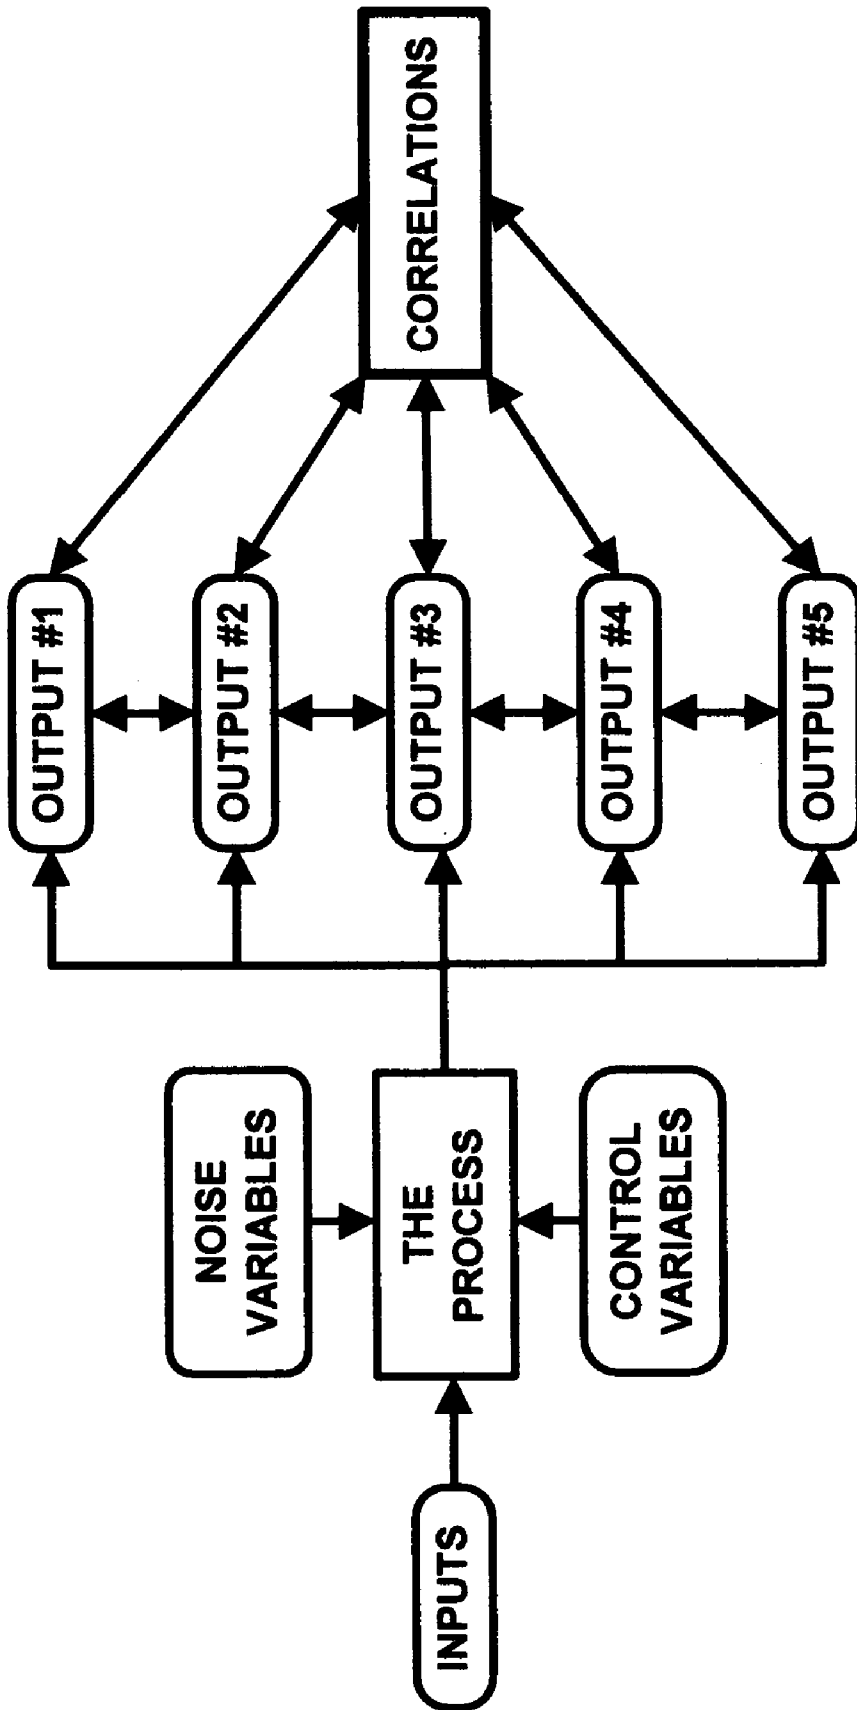 INPUTS
NOISE
VARIABLES
THE
PROCESS
CONTROL
VARIABLES
OUTPUT #1
OUTPUT #2
OUTPUT #3
OUTPUT #4
OUTPUT #5
CORRELATIONS